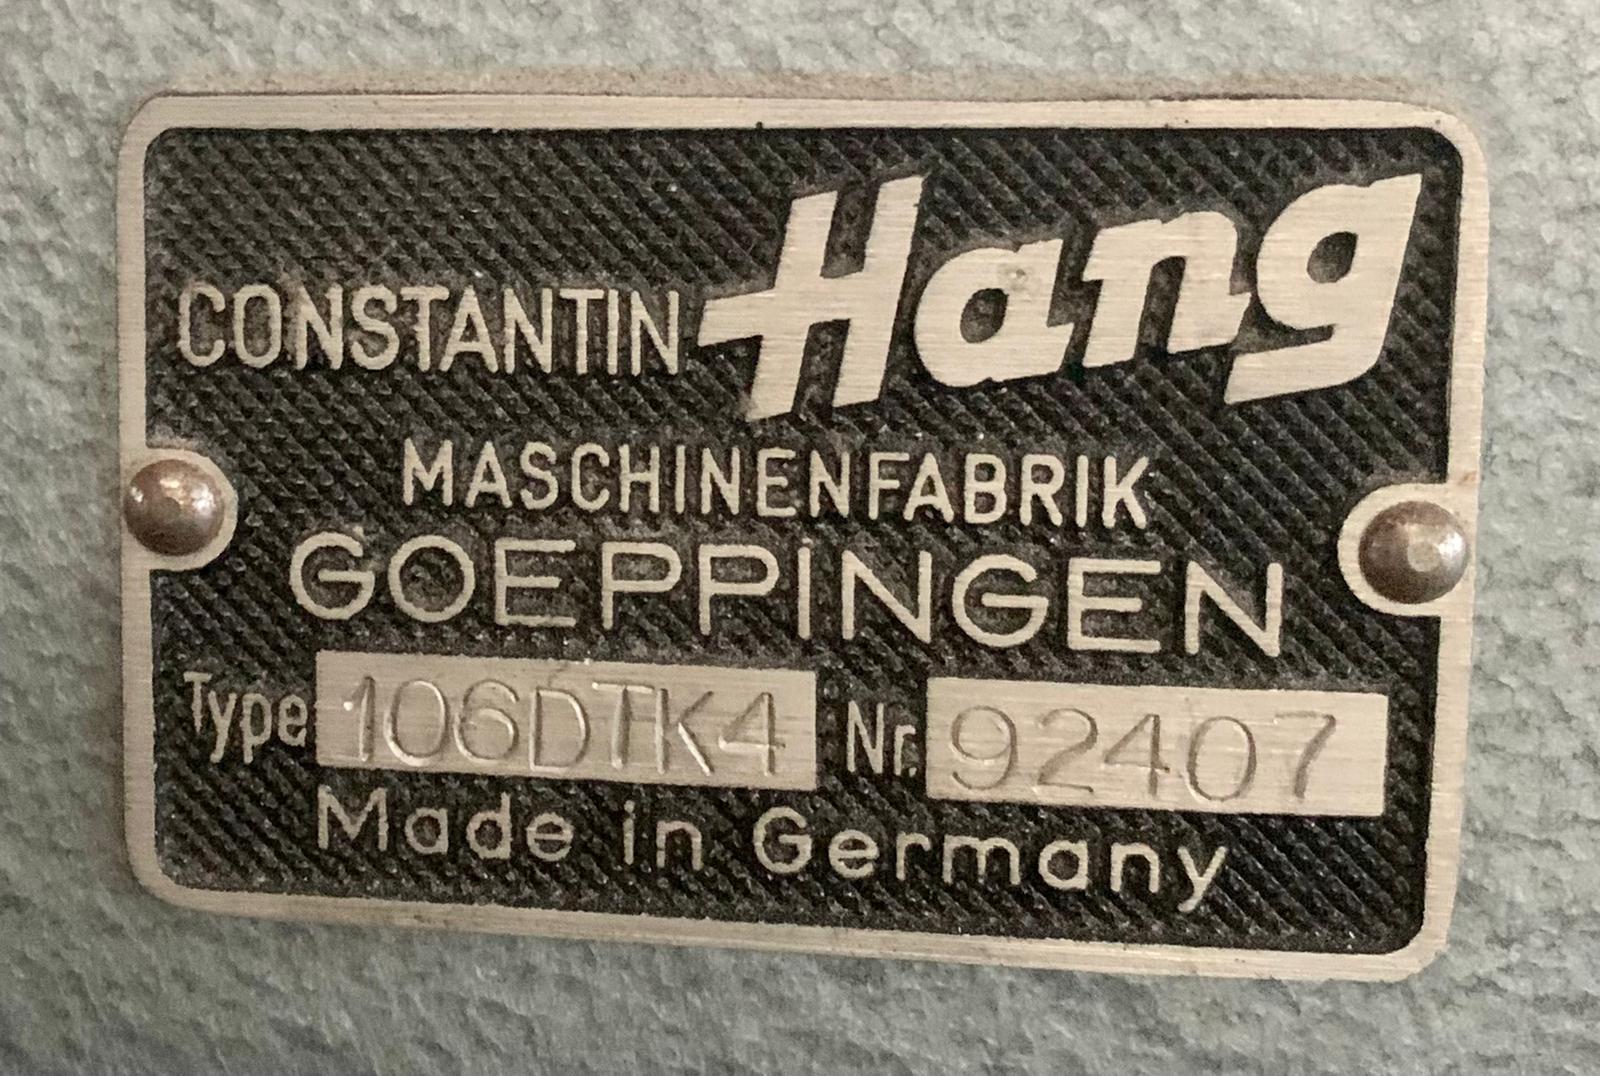 CONSTANTIN Hang
MASCHINENFABRIK
GOEPPINGEN
Type 106DTK4 Nr. 92407
Made in Germany